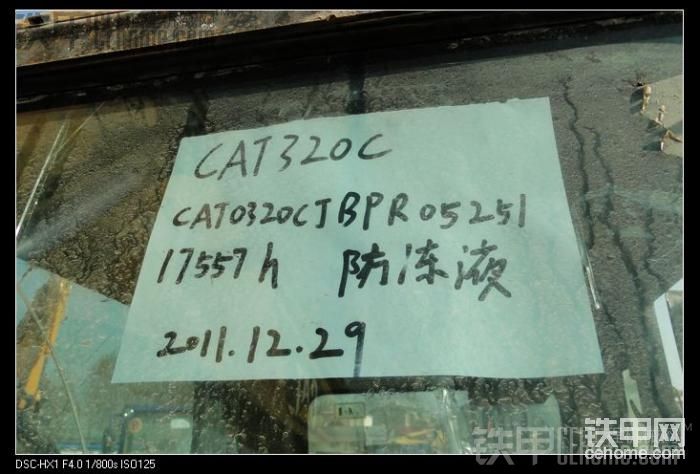 CAT320C
CAT0320CJBPR05251
17557h 防冻液
2011.12.29
铁甲网
cehome.com
DSC-HX1 F4.0 1/800s ISO125